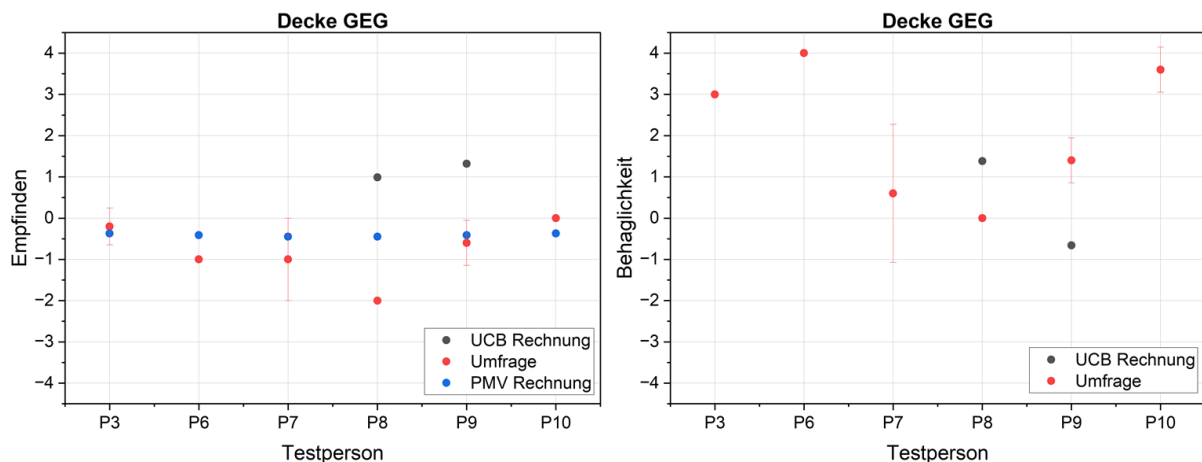 Decke GEG
Empfinden
4
3
2
1
0
−1
−2
−3
−4
UCB Rechnung
Umfrage
PMV Rechnung
P3 P6 P7 P8 P9 P10
Testperson
Decke GEG
Behaglichkeit
4
3
2
1
0
−1
−2
−3
−4
UCB Rechnung
Umfrage
P3 P6 P7 P8 P9 P10
Testperson